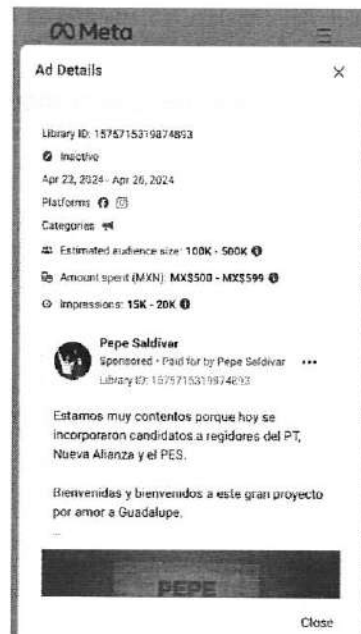 Meta
Ad Details
Library ID: 1575715319874893
Inactive
Apr 23, 2024 - Apr 26, 2024
Platforms
Categories
Estimated audience size: 100K - 500K
Amount spent (MXN): MX$500 - MX$599
Impressions: 15K - 20K
Pepe Saldívar
Sponsored • Paid for by Pepe Saldívar
Library ID: 1575715319874893
Estamos muy contentos porque hoy se
incorporaron candidatos a regidores del PT,
Nueva Alianza y el PES.
Bienvenidas y bienvenidos a este gran proyecto
por amor a Guadalupe.
...
PEPE
Close